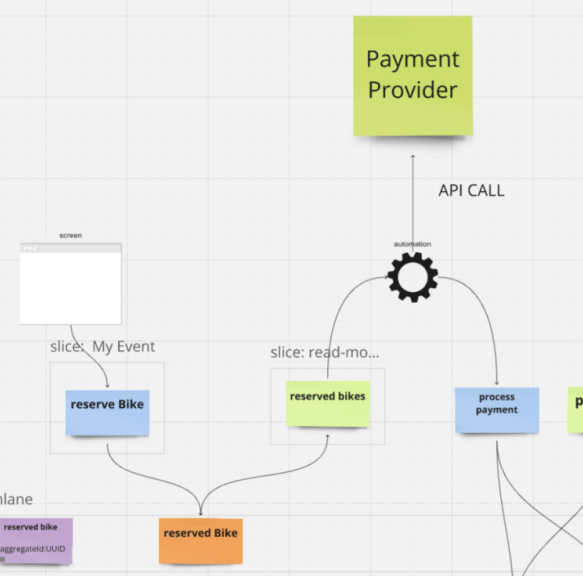 Payment
Provider
API CALL
screen
automation
slice: My Event
slice: read-mo...
reserve Bike
reserved bikes
process
payment
p
nlane
reserved bike
aggregateId:UUID
reserved Bike